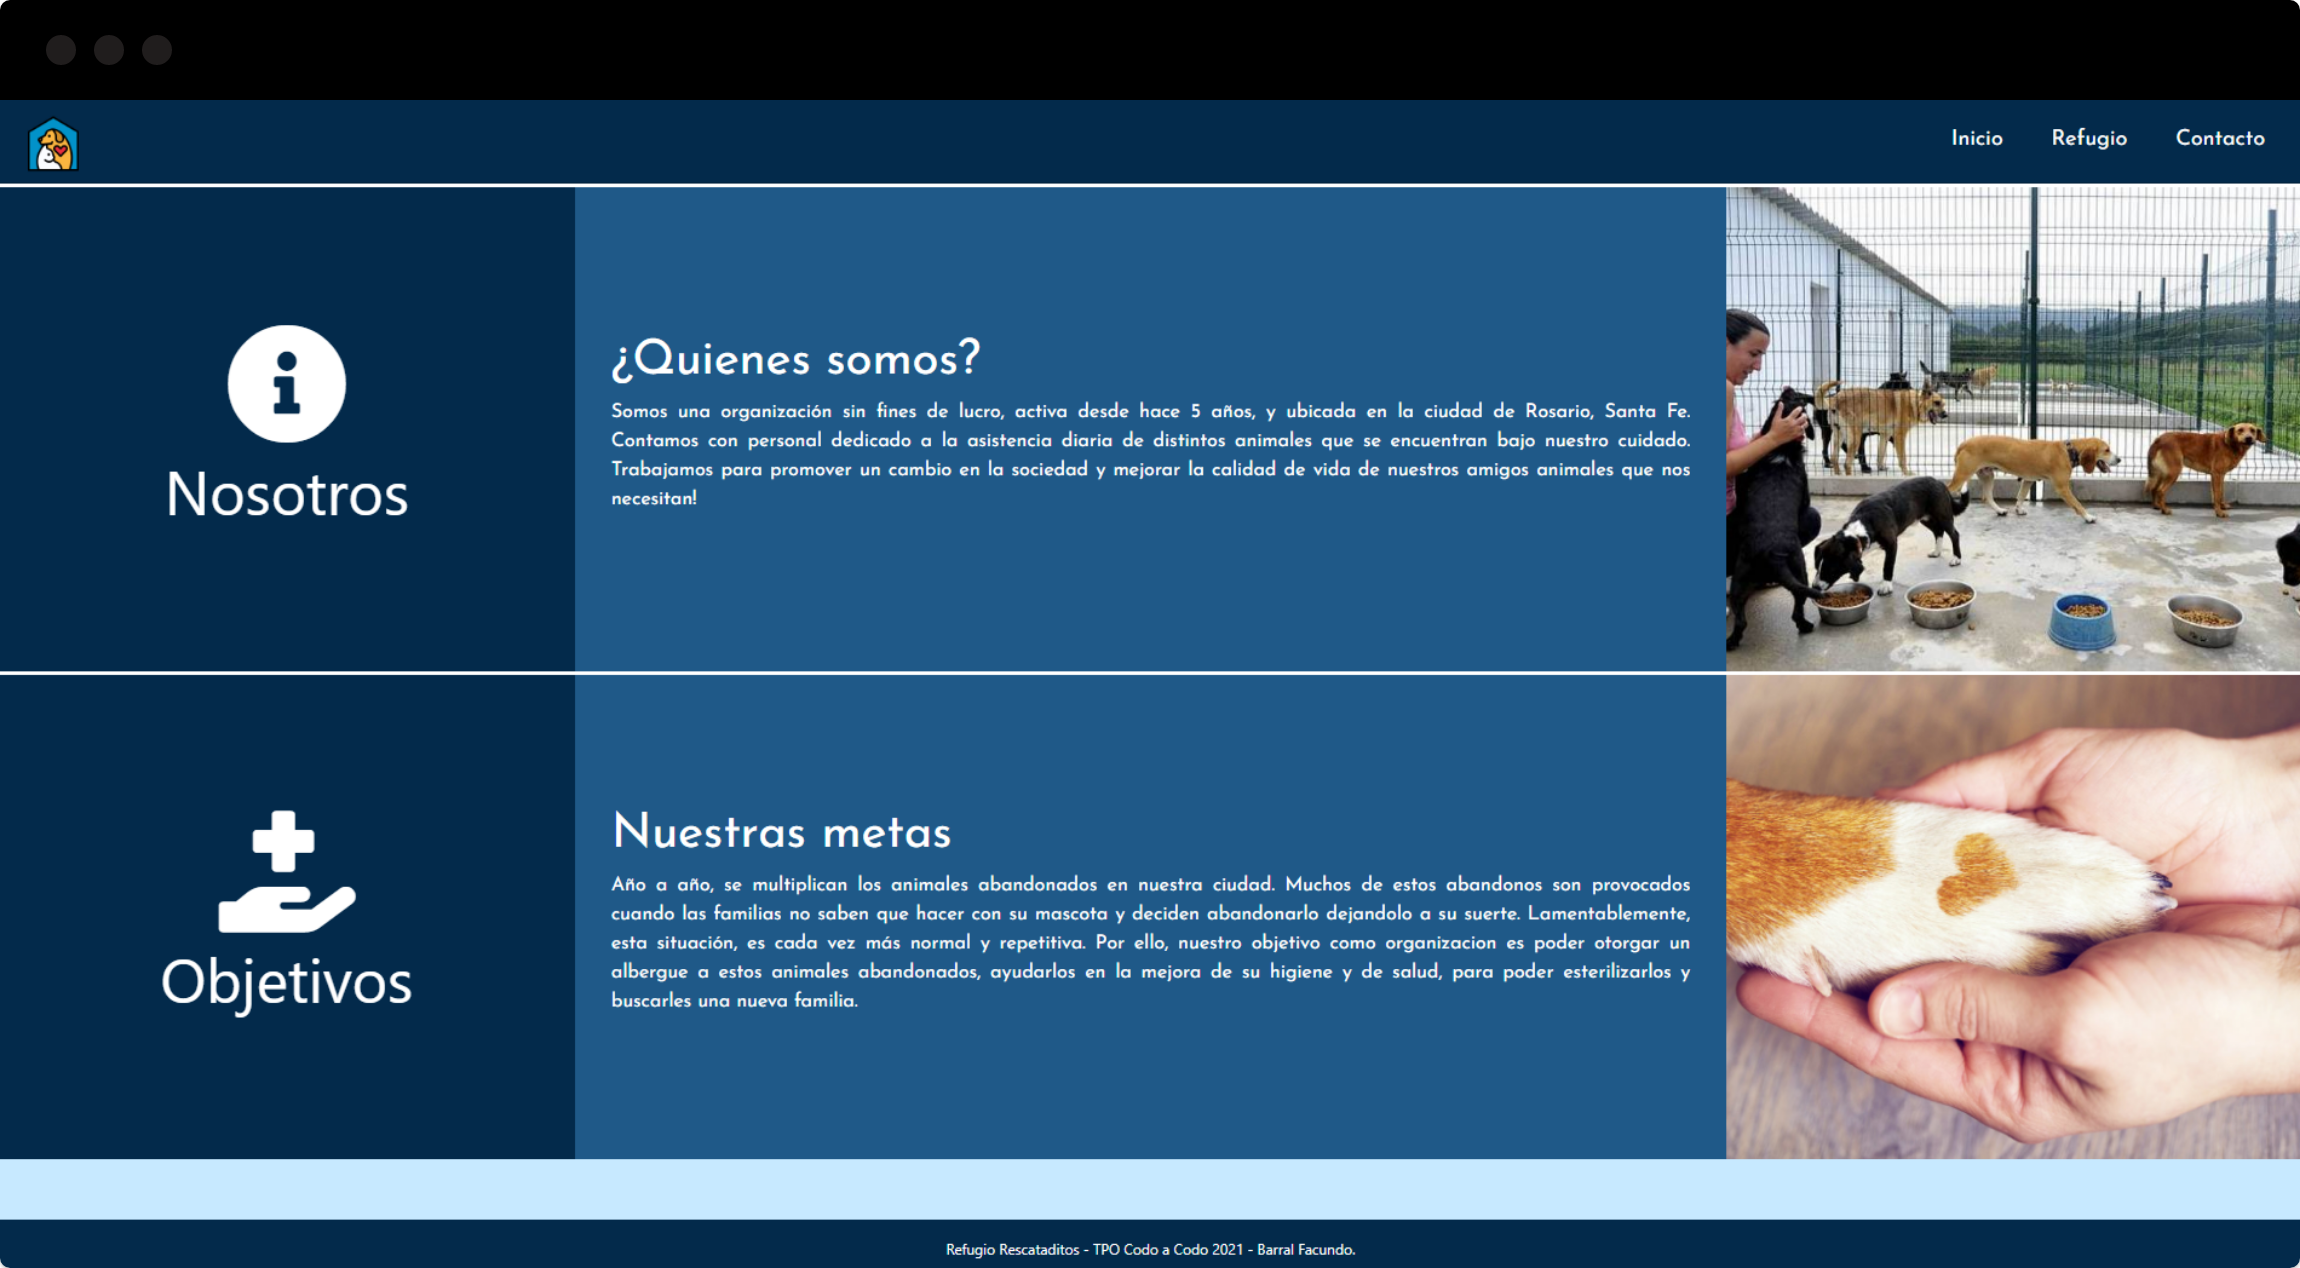 Inicio Refugio Contacto
Nosotros
¿Quienes somos?
Somos una organización sin fines de lucro, activa desde hace 5 años, y ubicada en la ciudad de Rosario, Santa Fe.
Contamos con personal dedicado a la asistencia diaria de distintos animales que se encuentran bajo nuestro cuidado.
Trabajamos para promover un cambio en la sociedad y mejorar la calidad de vida de nuestros amigos animales que nos
necesitan!
Objetivos
Nuestras metas
Año a año, se multiplican los animales abandonados en nuestra ciudad. Muchos de estos abandonos son provocados
cuando las familias no saben que hacer con su mascota y deciden abandonarlo dejandolo a su suerte. Lamentablemente,
esta situación, es cada vez más normal y repetitiva. Por ello, nuestro objetivo como organizacion es poder otorgar un
albergue a estos animales abandonados, ayudarlos en la mejora de su higiene y de salud, para poder esterilizarlos y
buscarles una nueva familia.
Refugio Rescataditos - TPO Codo a Codo 2021 - Barral Facundo.